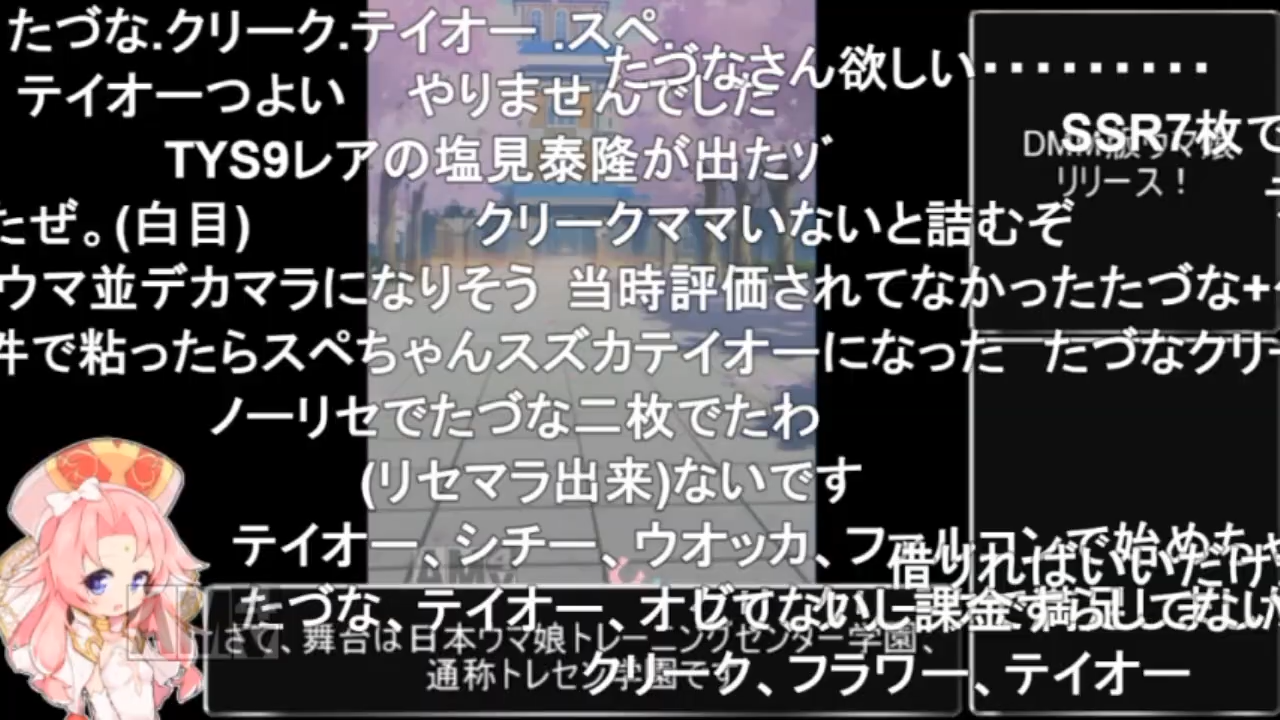 たづな.クリーク.テイオー .スペ.
たづなさん欲しい・・・・・・・・・
テイオーつよい
やりませんでした
SSR7枚で
DMM版ウマ娘
リリース！
TYS9レアの塩見泰隆が出たゾ
たぜ。(白目)
クリークママいないと詰むぞ
ウマ並デカマラになりそう
当時評価されてなかったたづな+
件で粘ったらスペちゃんスズカテイオーになった
たづなクリー
ノーリセでたづな二枚でたわ
(リセマラ出来)ないです
テイオー、シチー、ウオッカ、ファルコンで始めたち
借りればいいだけ
たづな、テイオー、オ
てないし課金
してない
さて、舞台は日本ウマ娘トレーニングセンター学園、
通称トレセン学園です
クリーク、フラワー、テイオー